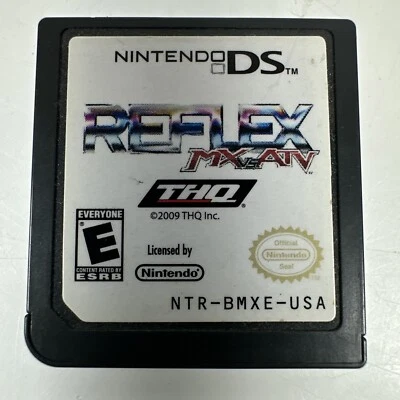 NINTENDO DS™
REFLEX
MX vs ATV
THQ
©2009 THQ Inc.
EVERYONE
E
CONTENT RATED BY
ESRB
Licensed by
Nintendo
Official
Nintendo
Seal
NTR-BMXE-USA